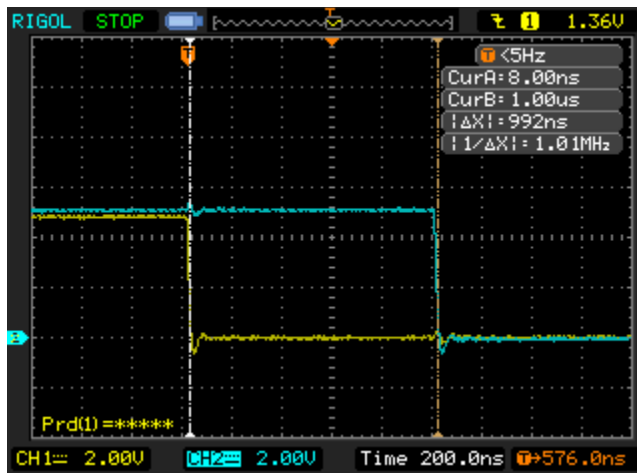 RIGOL STOP T 1 1.36V
T
T <5Hz
CurA=8.00ns
CurB=1.00us
|ΔX|=992ns
|1/ΔX|=1.01MHz
Prd(1)=*****
CH1 2.00V CH2 2.00V Time 200.0ns T→576.0ns